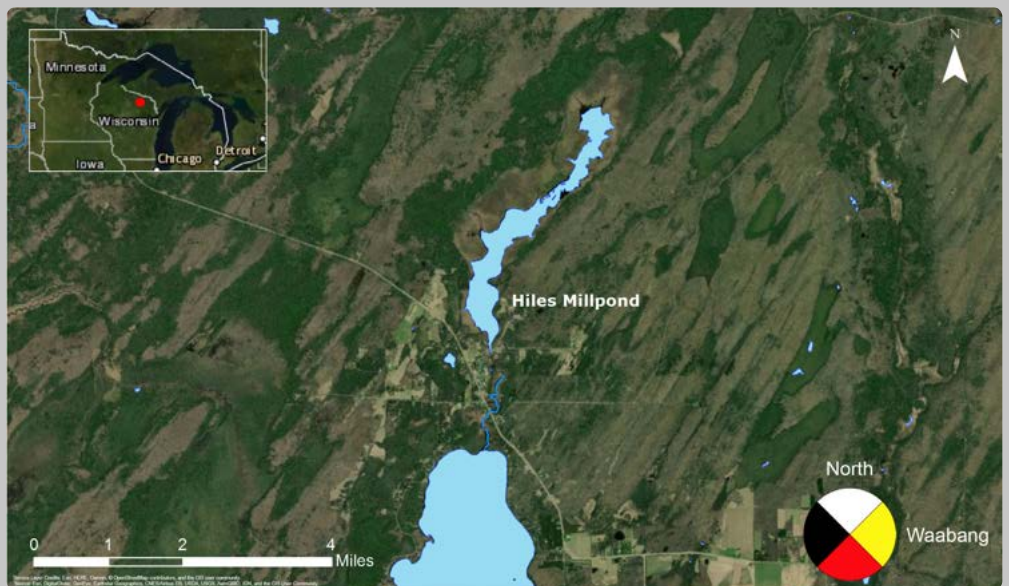 Minnesota
a
Wisconsin
Iowa
Chicago
Detroit
N
Hiles Millpond
North
Waabang
0 1 2 4
Miles